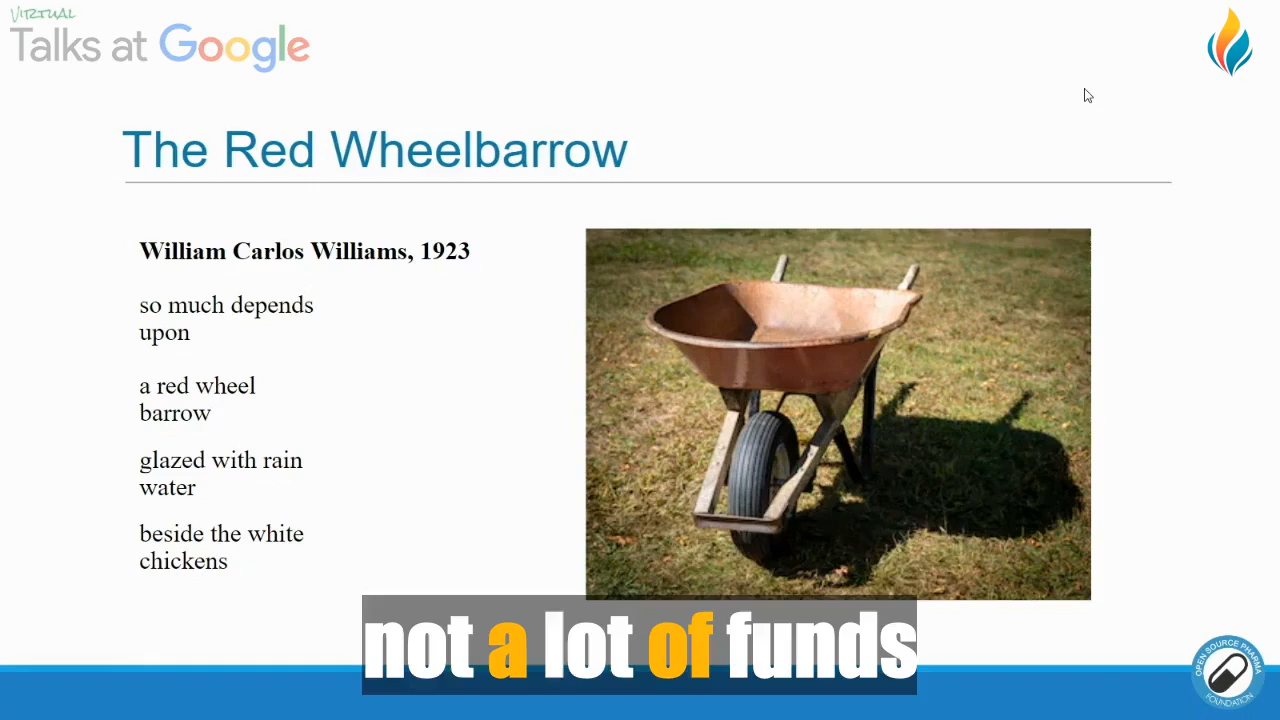 VIRTUAL
Talks at Google
The Red Wheelbarrow
William Carlos Williams, 1923
so much depends
upon
a red wheel
barrow
glazed with rain
water
beside the white
chickens
not a lot of funds
OPEN SOURCE PHARMA
FOUNDATION